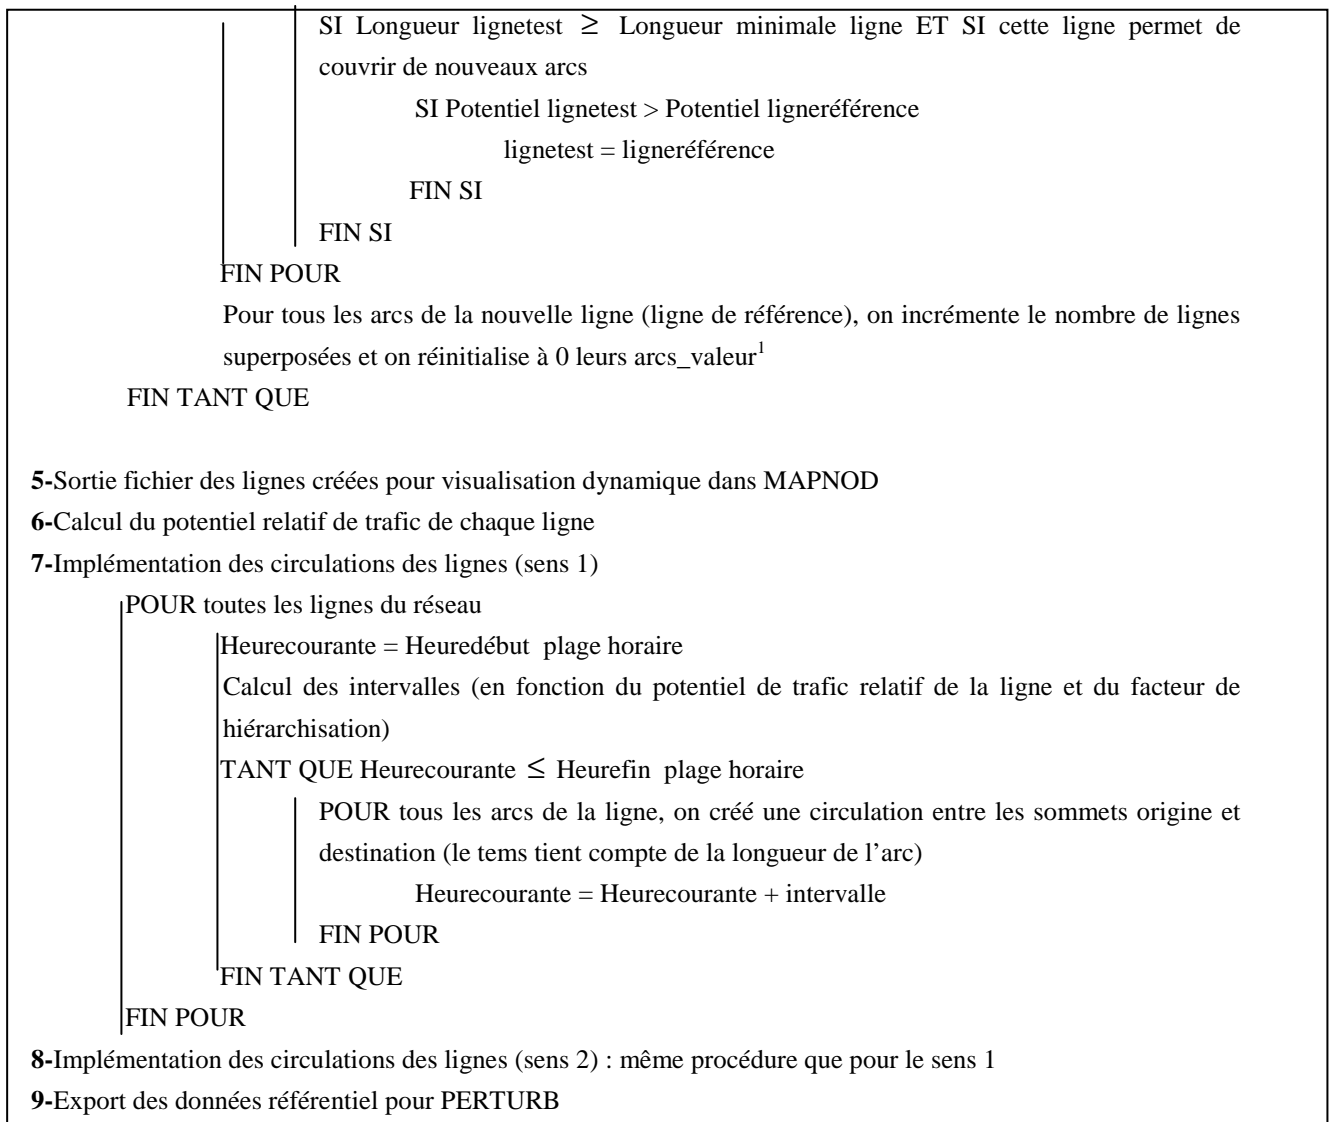 SI Longueur lignetest ≥ Longueur minimale ligne ET SI cette ligne permet de
couvrir de nouveaux arcs
SI Potentiel lignetest > Potentiel ligneréférence
lignetest = ligneréférence
FIN SI
FIN SI
FIN POUR
Pour tous les arcs de la nouvelle ligne (ligne de référence), on incrémente le nombre de lignes
superposées et on réinitialise à 0 leurs arcs_valeur¹
FIN TANT QUE
5-Sortie fichier des lignes créées pour visualisation dynamique dans MAPNOD
6-Calcul du potentiel relatif de trafic de chaque ligne
7-Implémentation des circulations des lignes (sens 1)
POUR toutes les lignes du réseau
Heurecourante = Heuredébut plage horaire
Calcul des intervalles (en fonction du potentiel de trafic relatif de la ligne et du facteur de
hiérarchisation)
TANT QUE Heurecourante ≤ Heurefin plage horaire
POUR tous les arcs de la ligne, on créé une circulation entre les sommets origine et
destination (le tems tient compte de la longueur de l'arc)
Heurecourante = Heurecourante + intervalle
FIN POUR
FIN TANT QUE
FIN POUR
8-Implémentation des circulations des lignes (sens 2) : même procédure que pour le sens 1
9-Export des données référentiel pour PERTURB